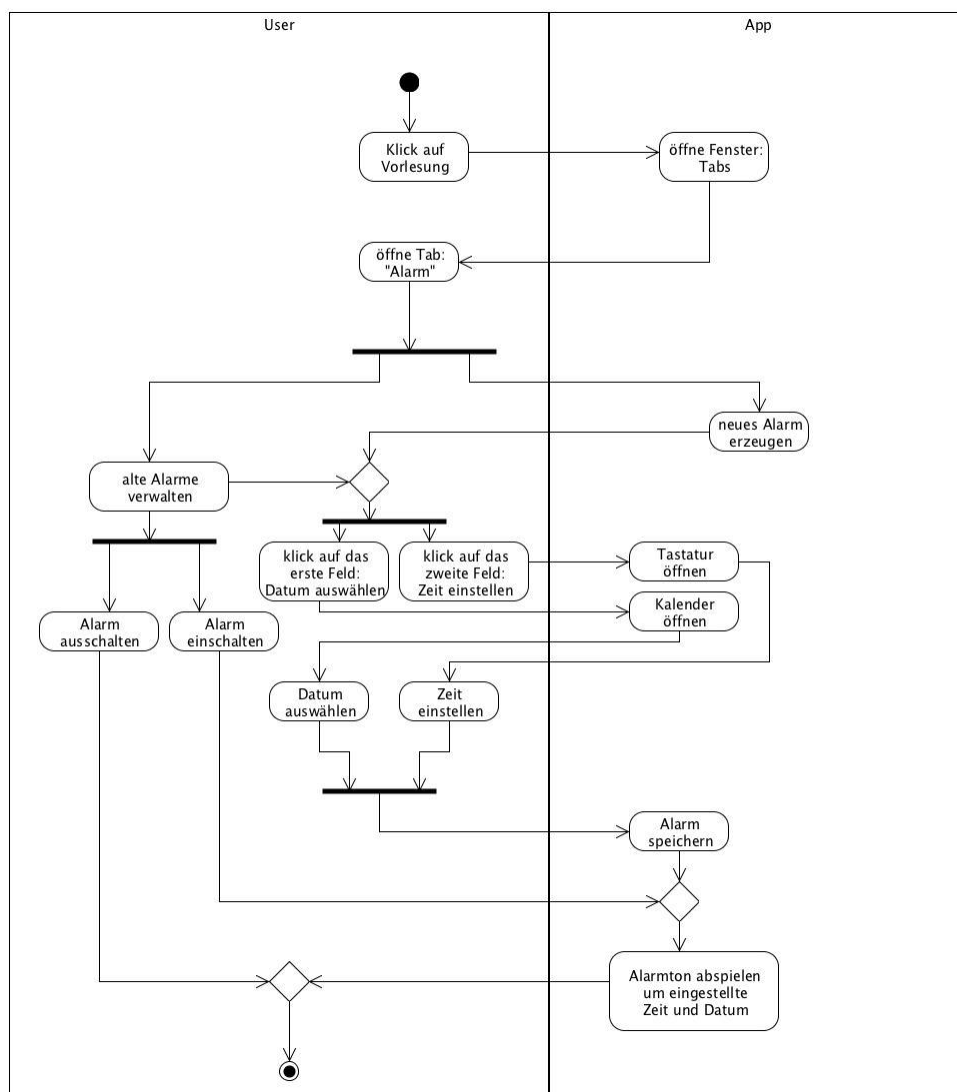 User
App
Klick auf
Vorlesung
öffne Fenster:
Tabs
öffne Tab:
"Alarm"
neues Alarm
erzeugen
alte Alarme
verwalten
klick auf das
erste Feld:
Datum auswählen
klick auf das
zweite Feld:
Zeit einstellen
Tastatur
öffnen
Kalender
öffnen
Alarm
ausschalten
Alarm
einschalten
Datum
auswählen
Zeit
einstellen
Alarm
speichern
Alarmton abspielen
um eingestellte
Zeit und Datum